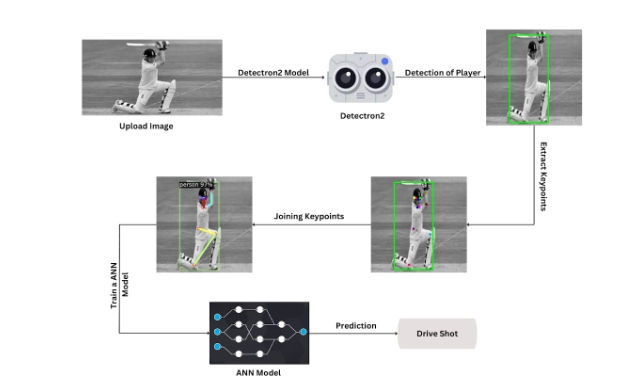 Detectron2 Model
Detection of Player
Upload Image
Detectron2
Extract Keypoints
person 97%
Joining Keypoints
Train a ANN
Model
Prediction
Drive Shot
ANN Model